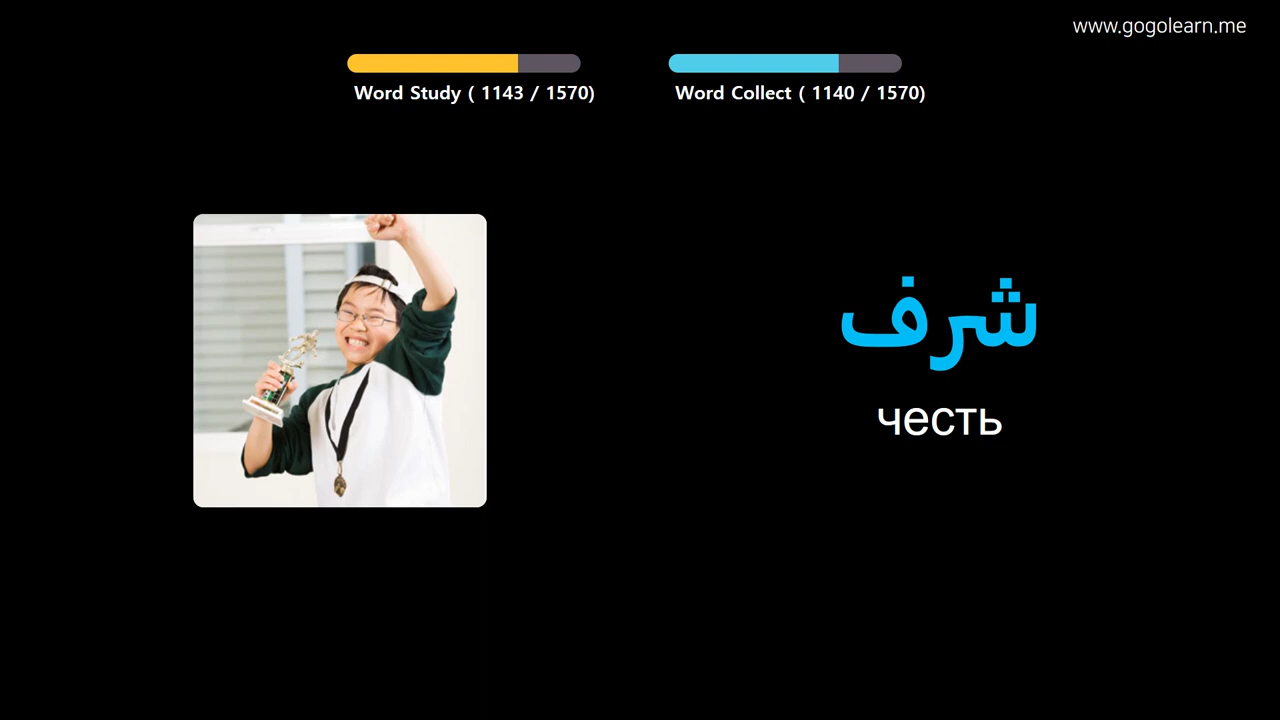 www.gogolearn.me
Word Study ( 1143 / 1570)
Word Collect ( 1140 / 1570)
شرف
честь